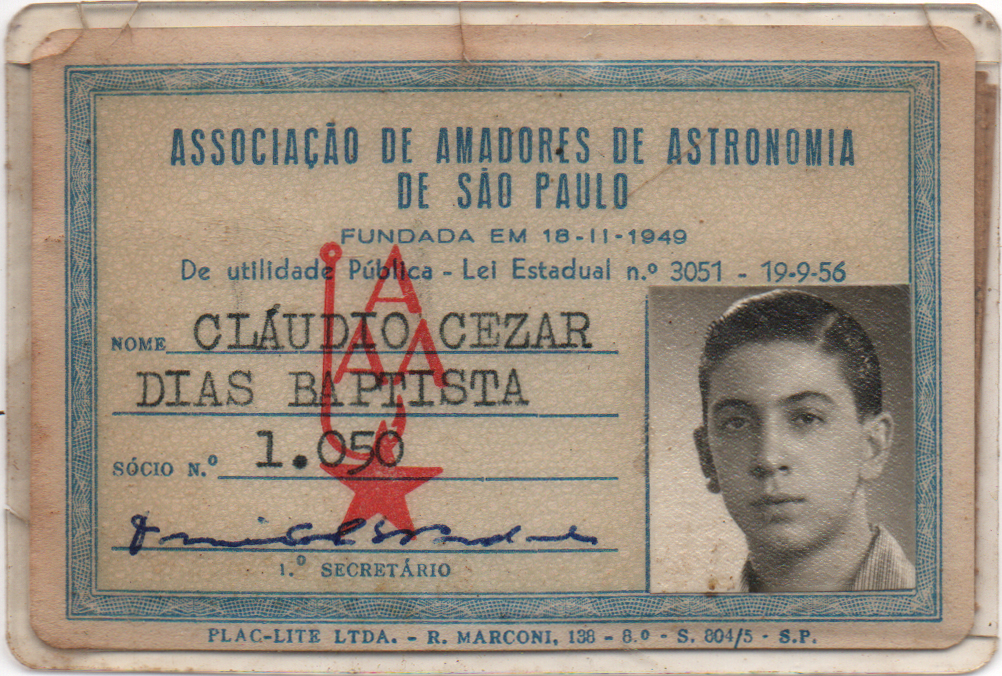 ASSOCIAÇÃO DE AMADORES DE ASTRONOMIA
DE SÃO PAULO
FUNDADA EM 18-II-1949
De utilidade Pública - Lei Estadual n.º 3051 - 19-9-56
A
AAA
NOME CLÁUDIO CEZAR
DIAS BAPTISTA
SÓCIO N.º 1.050
1.º SECRETÁRIO
PLAC-LITE LTDA. - R. MARCONI, 138 - 8.º - S. 804/5 - S.P.